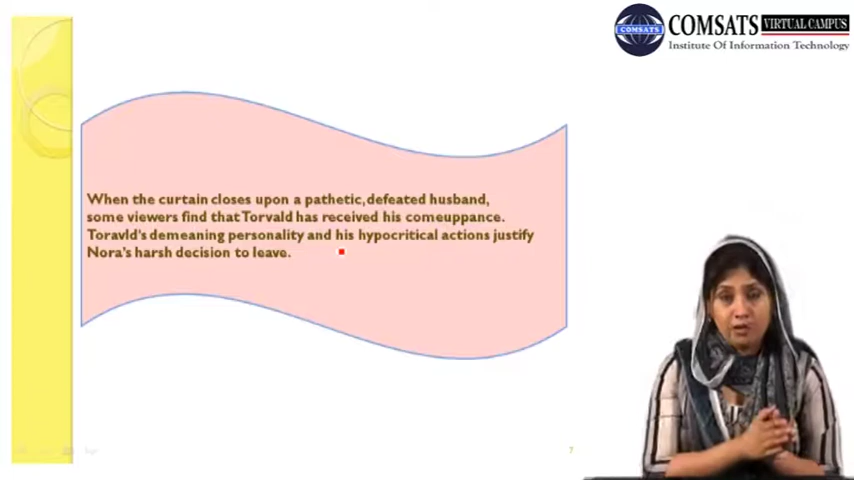 COMSATS VIRTUAL CAMPUS
Institute Of Information Technology
When the curtain closes upon a pathetic, defeated husband,
some viewers find that Torvald has received his comeuppance.
Toravld's demeaning personality and his hypocritical actions justify
Nora's harsh decision to leave.
7